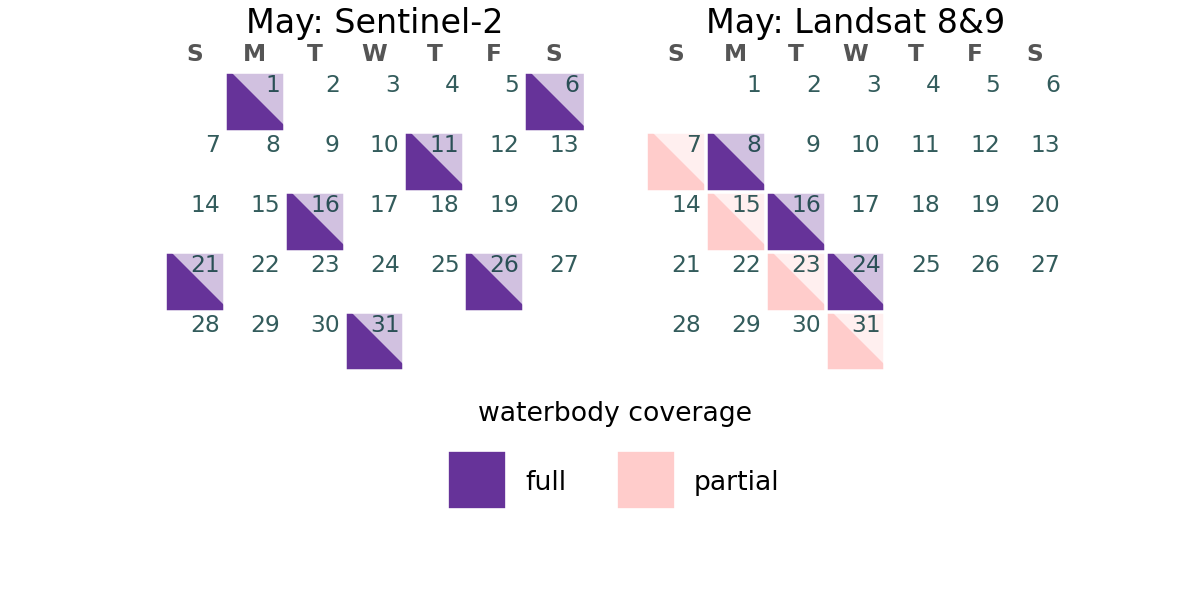 May: Sentinel-2
S M T W T F S
1 2 3 4 5 6
7 8 9 10 11 12 13
14 15 16 17 18 19 20
21 22 23 24 25 26 27
28 29 30 31
May: Landsat 8&9
S M T W T F S
1 2 3 4 5 6
7 8 9 10 11 12 13
14 15 16 17 18 19 20
21 22 23 24 25 26 27
28 29 30 31
waterbody coverage
full
partial